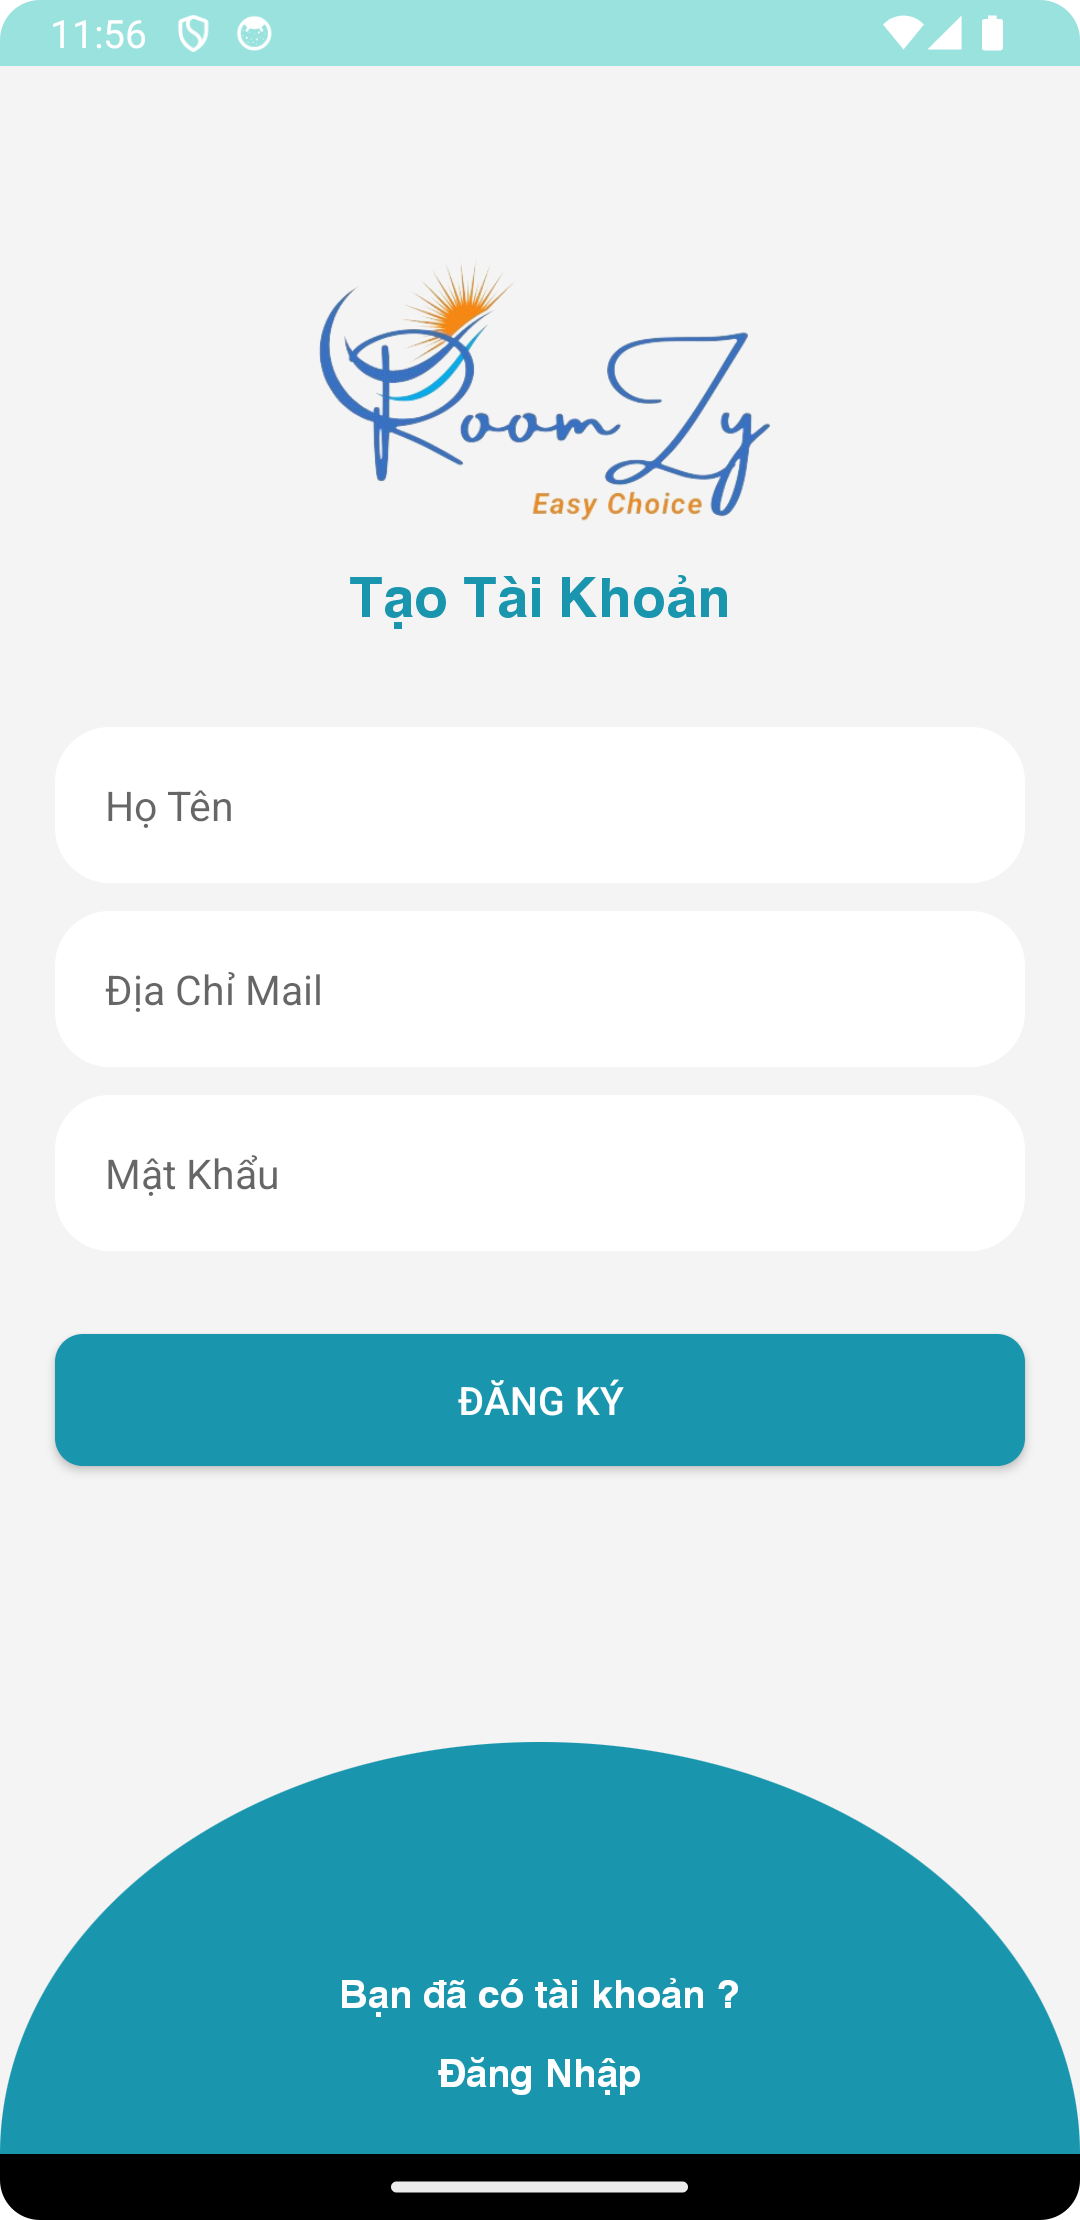 11:56
RoomZy
Easy Choice
Tạo Tài Khoản
Họ Tên
Địa Chỉ Mail
Mật Khẩu
ĐĂNG KÝ
Bạn đã có tài khoản ?
Đăng Nhập